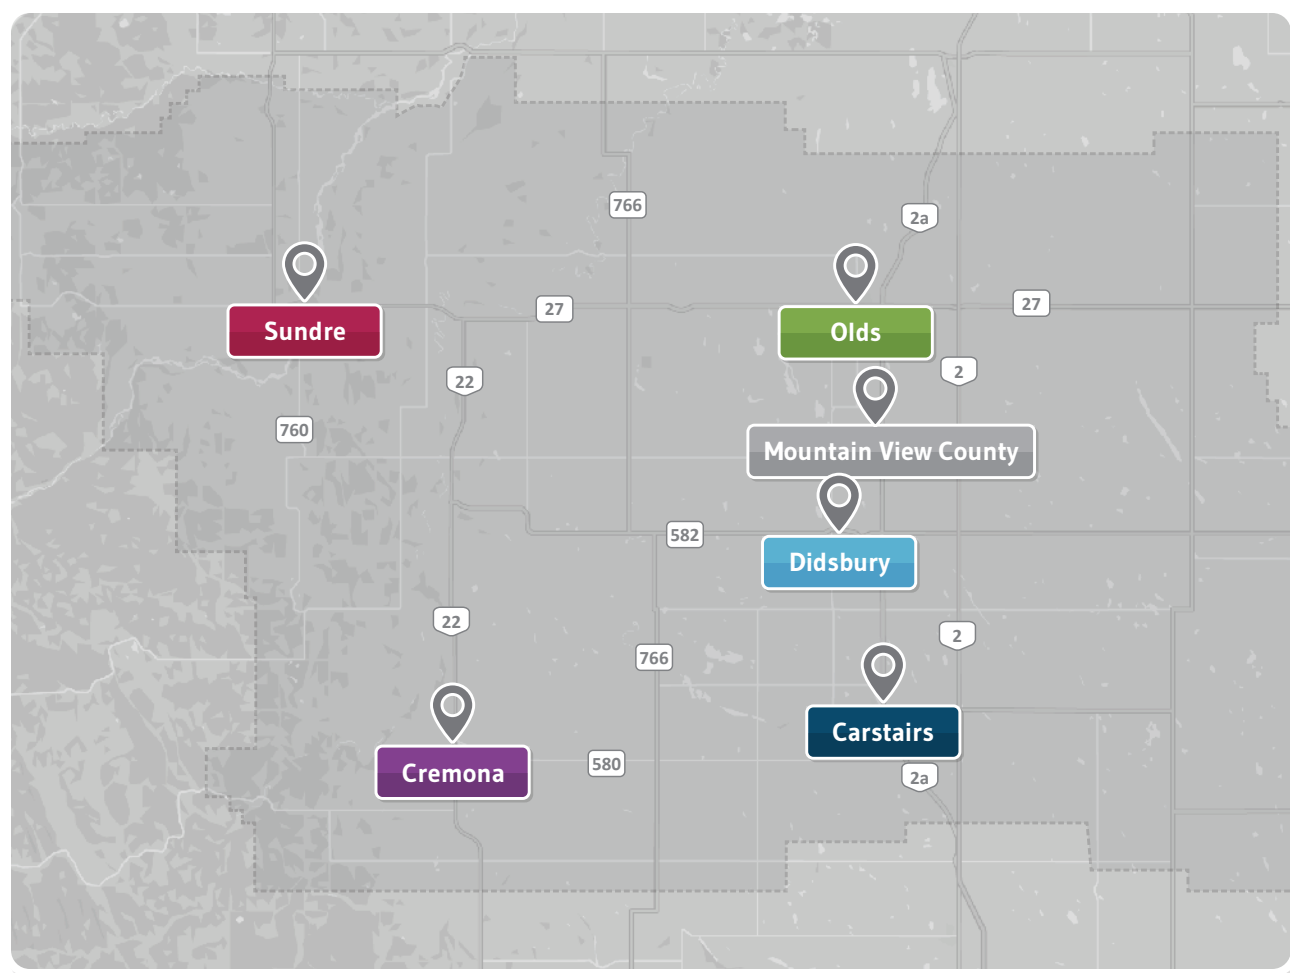 766
2a
27
27
Sundre
Olds
22
2
760
Mountain View County
582
Didsbury
22
2
766
Carstairs
580
Cremona
2a